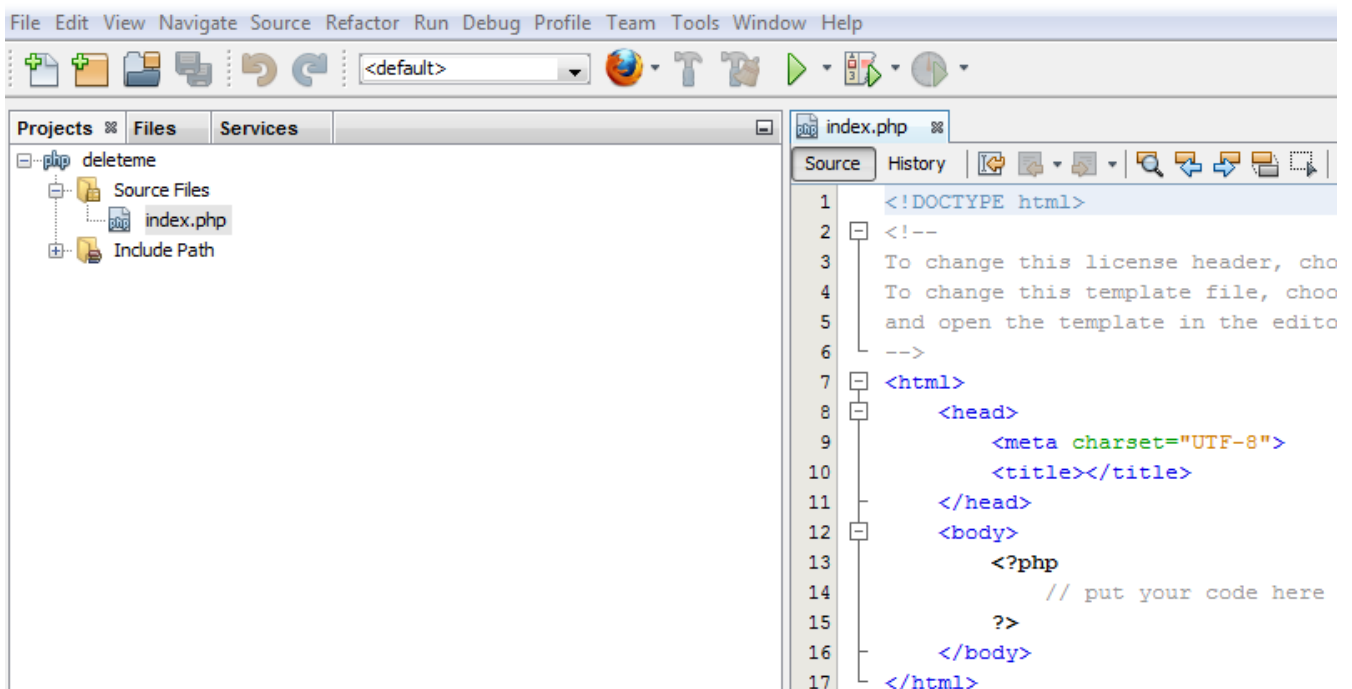 File Edit View Navigate Source Refactor Run Debug Profile Team Tools Window Help
<default>
Projects Files Services
php deleteme
Source Files
index.php
Include Path
index.php
Source History
1 <!DOCTYPE html>
2 <!--
3 To change this license header, cho
4 To change this template file, choo
5 and open the template in the edito
6 -->
7 <html>
8 <head>
9 <meta charset="UTF-8">
10 <title></title>
11 </head>
12 <body>
13 <?php
14 // put your code here
15 ?>
16 </body>
17 </html>